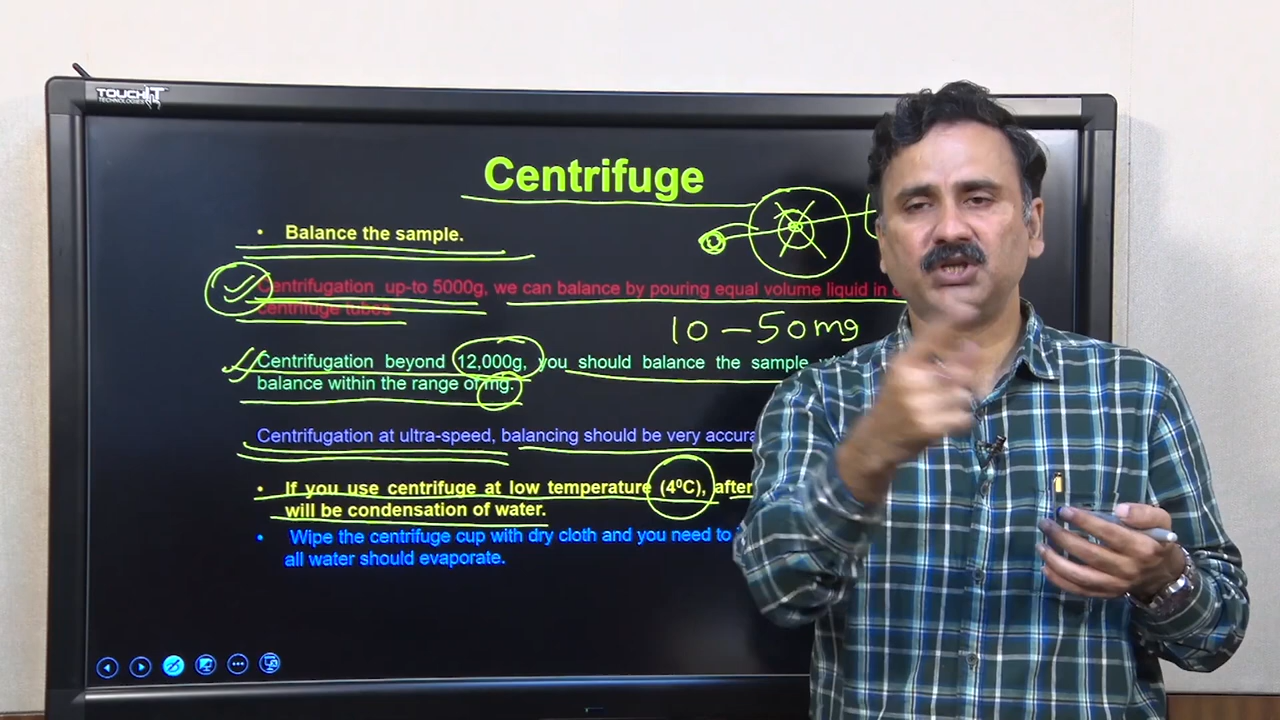 TOUCHIT
TECHNOLOGIES
Centrifuge
• Balance the sample.
Centrifugation up-to 5000g, we can balance by pouring equal volume liquid in
centrifuge tubes
10 – 50 mg
Centrifugation beyond 12,000g, you should balance the sample
balance within the range of mg.
Centrifugation at ultra-speed, balancing should be very
• If you use centrifuge at low temperature (4⁰C), after
will be condensation of water.
• Wipe the centrifuge cup with dry cloth and you need to
all water should evaporate.